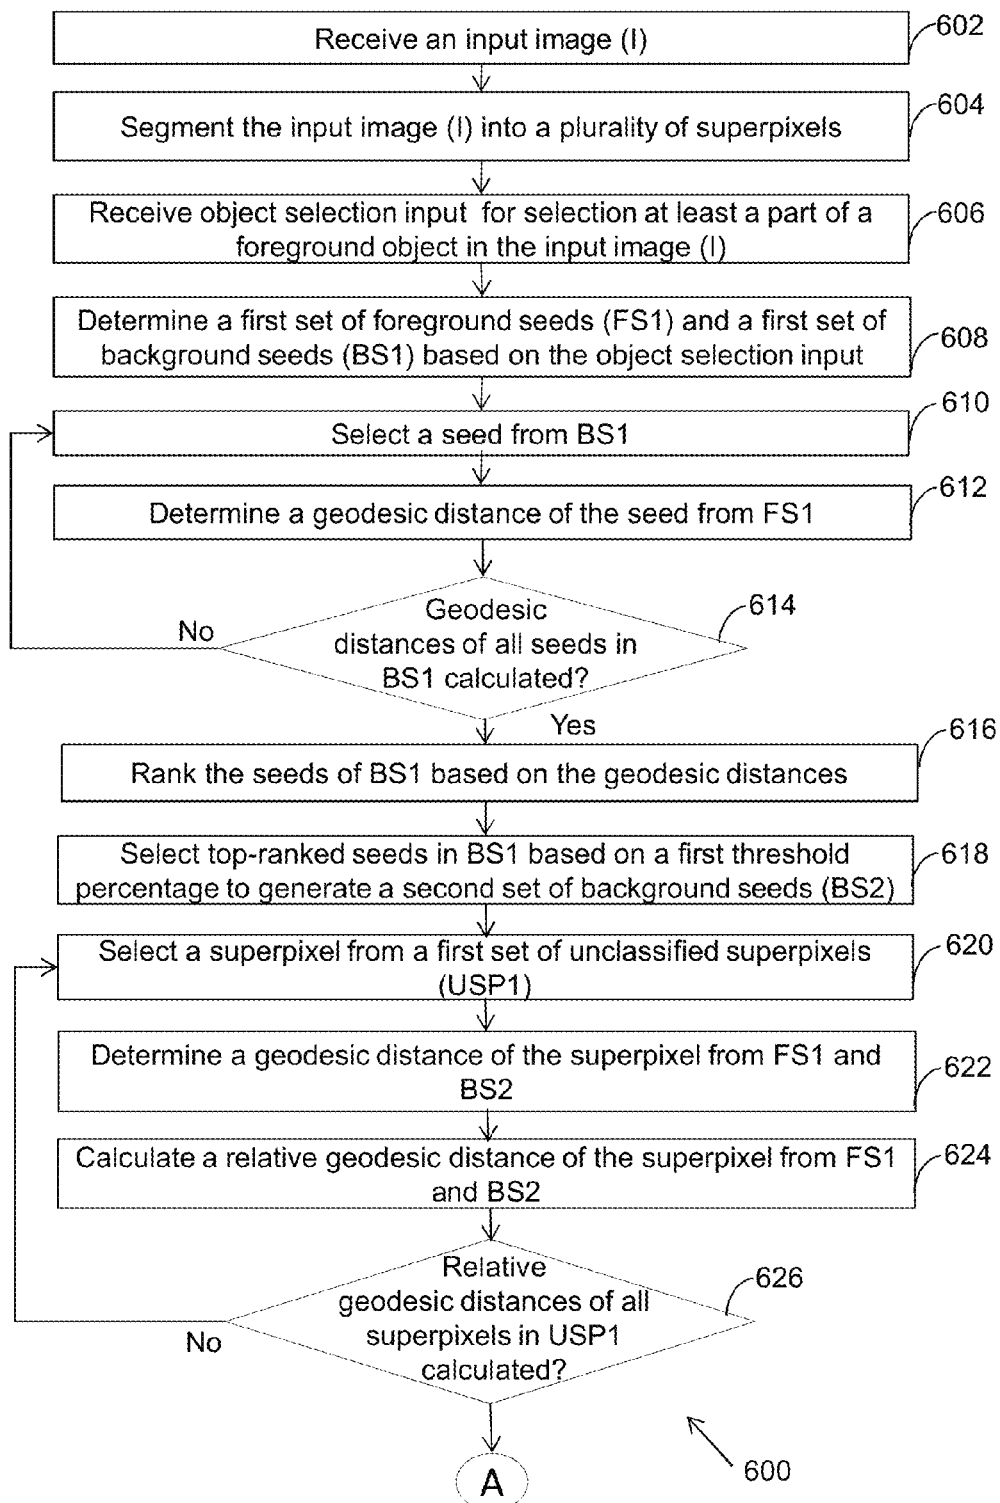 Receive an input image (I)
602
Segment the input image (I) into a plurality of superpixels
604
Receive object selection input for selection at least a part of a
foreground object in the input image (I)
606
Determine a first set of foreground seeds (FS1) and a first set of
background seeds (BS1) based on the object selection input
608
Select a seed from BS1
610
Determine a geodesic distance of the seed from FS1
612
Geodesic
distances of all seeds in
BS1 calculated?
614
No
Yes
Rank the seeds of BS1 based on the geodesic distances
616
Select top-ranked seeds in BS1 based on a first threshold
percentage to generate a second set of background seeds (BS2)
618
Select a superpixel from a first set of unclassified superpixels
(USP1)
620
Determine a geodesic distance of the superpixel from FS1 and
BS2
622
Calculate a relative geodesic distance of the superpixel from FS1
and BS2
624
Relative
geodesic distances of all
superpixels in USP1
calculated?
626
No
A
600